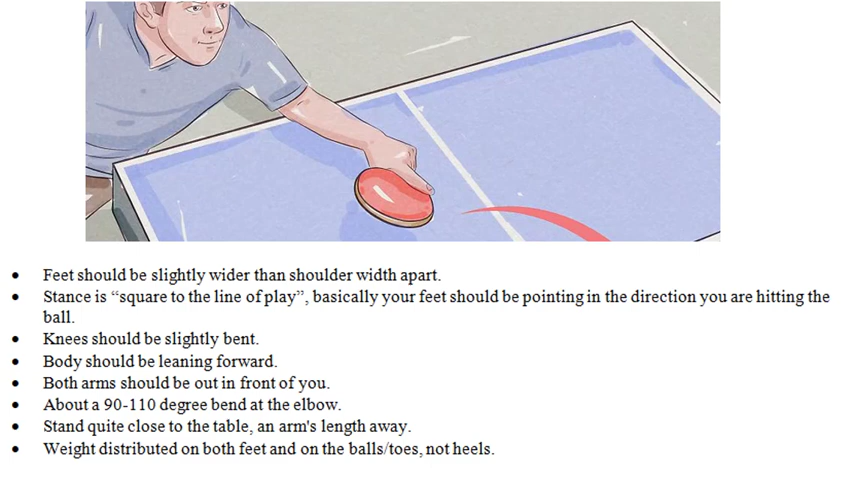 • Feet should be slightly wider than shoulder width apart.
• Stance is “square to the line of play”, basically your feet should be pointing in the direction you are hitting the
ball.
• Knees should be slightly bent.
• Body should be leaning forward.
• Both arms should be out in front of you.
• About a 90-110 degree bend at the elbow.
• Stand quite close to the table, an arm's length away.
• Weight distributed on both feet and on the balls/toes, not heels.